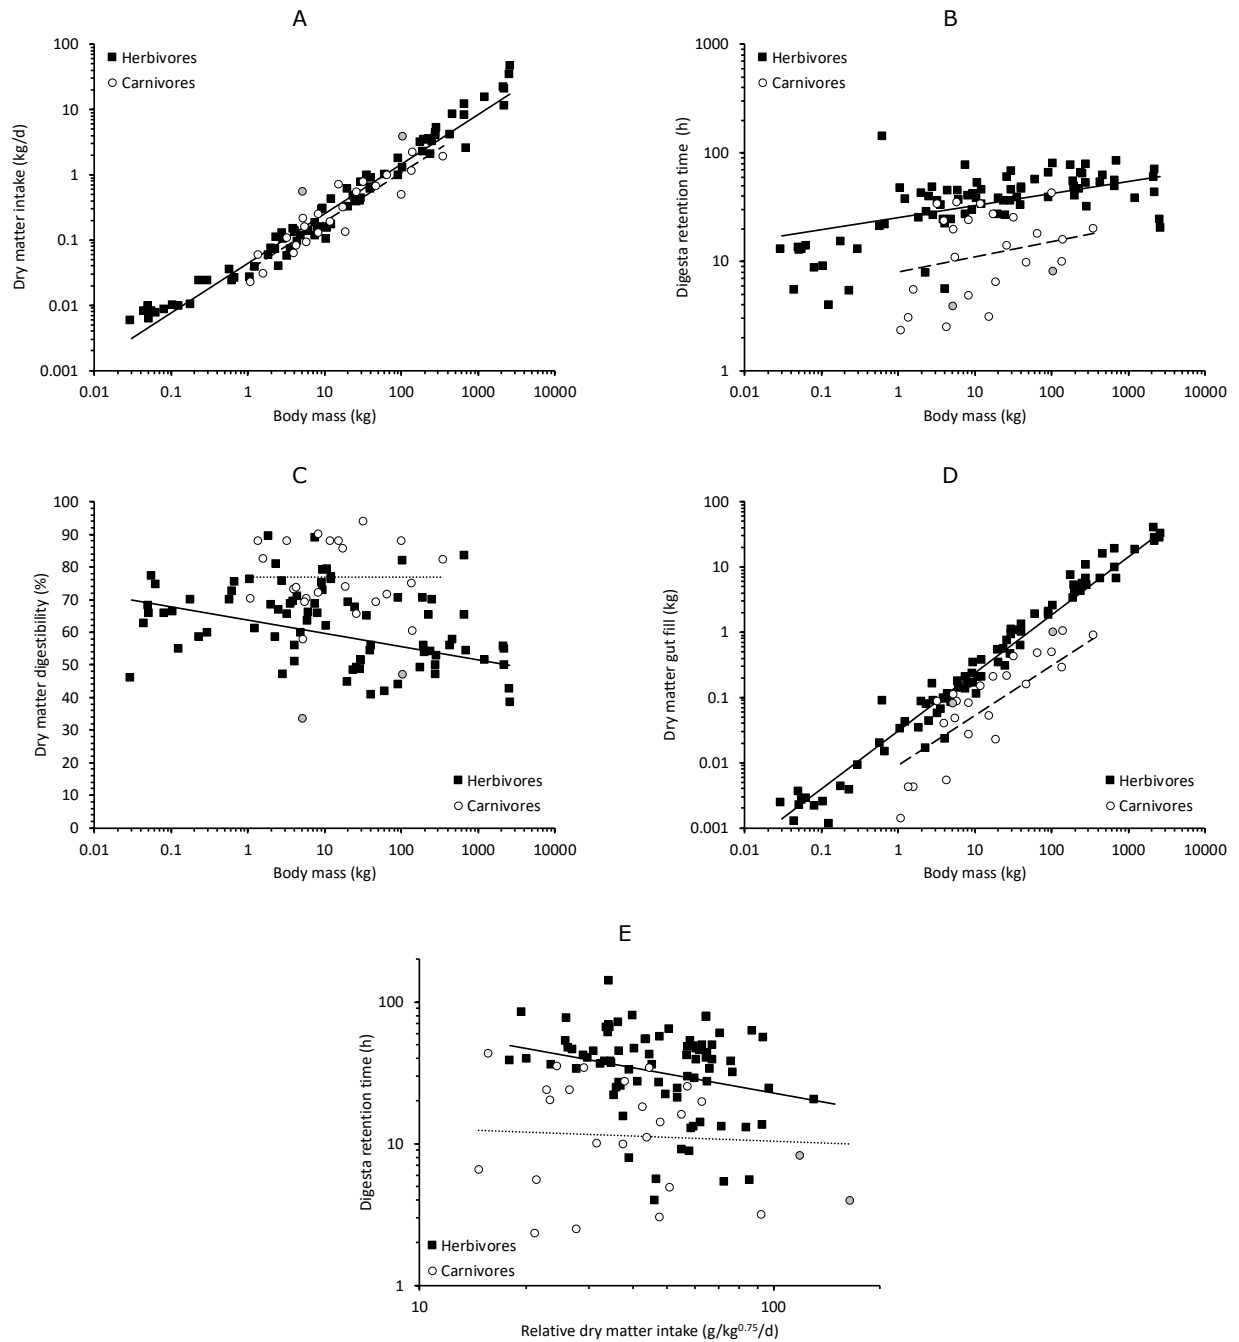 A
100
10
1
0.1
0.01
0.001
Dry matter intake (kg/d)
Herbivores
Carnivores
0.01 0.1 1 10 100 1000 10000
Body mass (kg)
B
1000
100
10
1
Digesta retention time (h)
Herbivores
Carnivores
0.01 0.1 1 10 100 1000 10000
Body mass (kg)
C
100
90
80
70
60
50
40
30
20
10
0
Dry matter digestibility (%)
Herbivores
Carnivores
0.01 0.1 1 10 100 1000 10000
Body mass (kg)
D
100
10
1
0.1
0.01
0.001
Dry matter gut fill (kg)
Herbivores
Carnivores
0.01 0.1 1 10 100 1000 10000
Body mass (kg)
E
100
10
1
Digesta retention time (h)
Herbivores
Carnivores
10 100
Relative dry matter intake (g/kg^0.75/d)